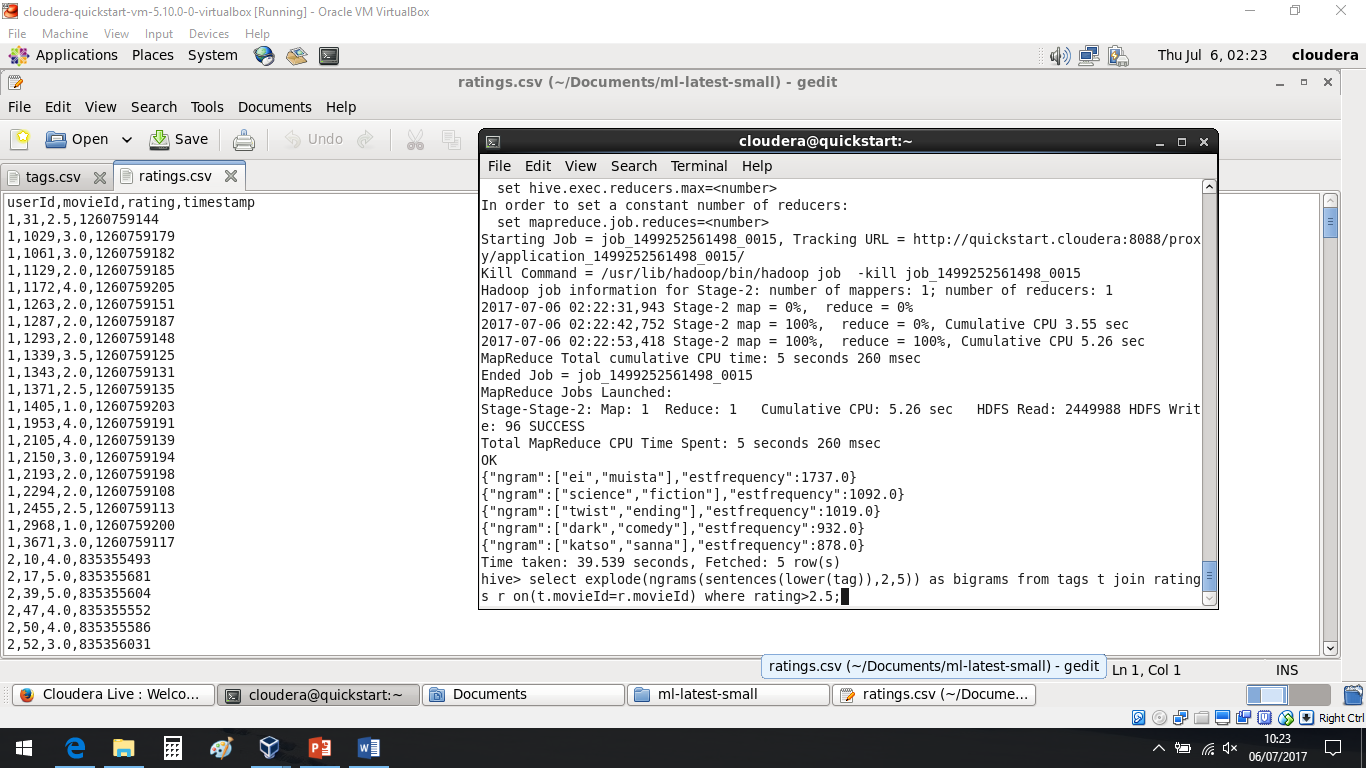 cloudera-quickstart-vm-5.10.0-0-virtualbox [Running] - Oracle VM VirtualBox
File Machine View Input Devices Help
Applications Places System Thu Jul 6, 02:23 cloudera
ratings.csv (~/Documents/ml-latest-small) - gedit
File Edit View Search Tools Documents Help
Open Save Undo
tags.csv ratings.csv
userId,movieId,rating,timestamp
1,31,2.5,1260759144
1,1029,3.0,1260759179
1,1061,3.0,1260759182
1,1129,2.0,1260759185
1,1172,4.0,1260759205
1,1263,2.0,1260759151
1,1287,2.0,1260759187
1,1293,2.0,1260759148
1,1339,3.5,1260759125
1,1343,2.0,1260759131
1,1371,2.5,1260759135
1,1405,1.0,1260759203
1,1953,4.0,1260759191
1,2105,4.0,1260759139
1,2150,3.0,1260759194
1,2193,2.0,1260759198
1,2294,2.0,1260759108
1,2455,2.5,1260759113
1,2968,1.0,1260759200
1,3671,3.0,1260759117
2,10,4.0,835355493
2,17,5.0,835355681
2,39,5.0,835355604
2,47,4.0,835355552
2,50,4.0,835355586
2,52,3.0,835356031
cloudera@quickstart:~
File Edit View Search Terminal Help
set hive.exec.reducers.max=<number>
In order to set a constant number of reducers:
set mapreduce.job.reduces=<number>
Starting Job = job_1499252561498_0015, Tracking URL = http://quickstart.cloudera:8088/prox
y/application_1499252561498_0015/
Kill Command = /usr/lib/hadoop/bin/hadoop job  -kill job_1499252561498_0015
Hadoop job information for Stage-2: number of mappers: 1; number of reducers: 1
2017-07-06 02:22:31,943 Stage-2 map = 0%,  reduce = 0%
2017-07-06 02:22:42,752 Stage-2 map = 100%,  reduce = 0%, Cumulative CPU 3.55 sec
2017-07-06 02:22:53,418 Stage-2 map = 100%,  reduce = 100%, Cumulative CPU 5.26 sec
MapReduce Total cumulative CPU time: 5 seconds 260 msec
Ended Job = job_1499252561498_0015
MapReduce Jobs Launched:
Stage-Stage-2: Map: 1  Reduce: 1   Cumulative CPU: 5.26 sec   HDFS Read: 2449988 HDFS Writ
e: 96 SUCCESS
Total MapReduce CPU Time Spent: 5 seconds 260 msec
OK
{"ngram":["ei","muista"],"estfrequency":1737.0}
{"ngram":["science","fiction"],"estfrequency":1092.0}
{"ngram":["twist","ending"],"estfrequency":1019.0}
{"ngram":["dark","comedy"],"estfrequency":932.0}
{"ngram":["katso","sanna"],"estfrequency":878.0}
Time taken: 39.539 seconds, Fetched: 5 row(s)
hive> select explode(ngrams(sentences(lower(tag)),2,5)) as bigrams from tags t join rating
s r on(t.movieId=r.movieId) where rating>2.5;
ratings.csv (~/Documents/ml-latest-small) - gedit
Ln 1, Col 1 INS
Cloudera Live : Welco... cloudera@quickstart:~ Documents ml-latest-small ratings.csv (~/Docume...
Right Ctrl
10:23
06/07/2017